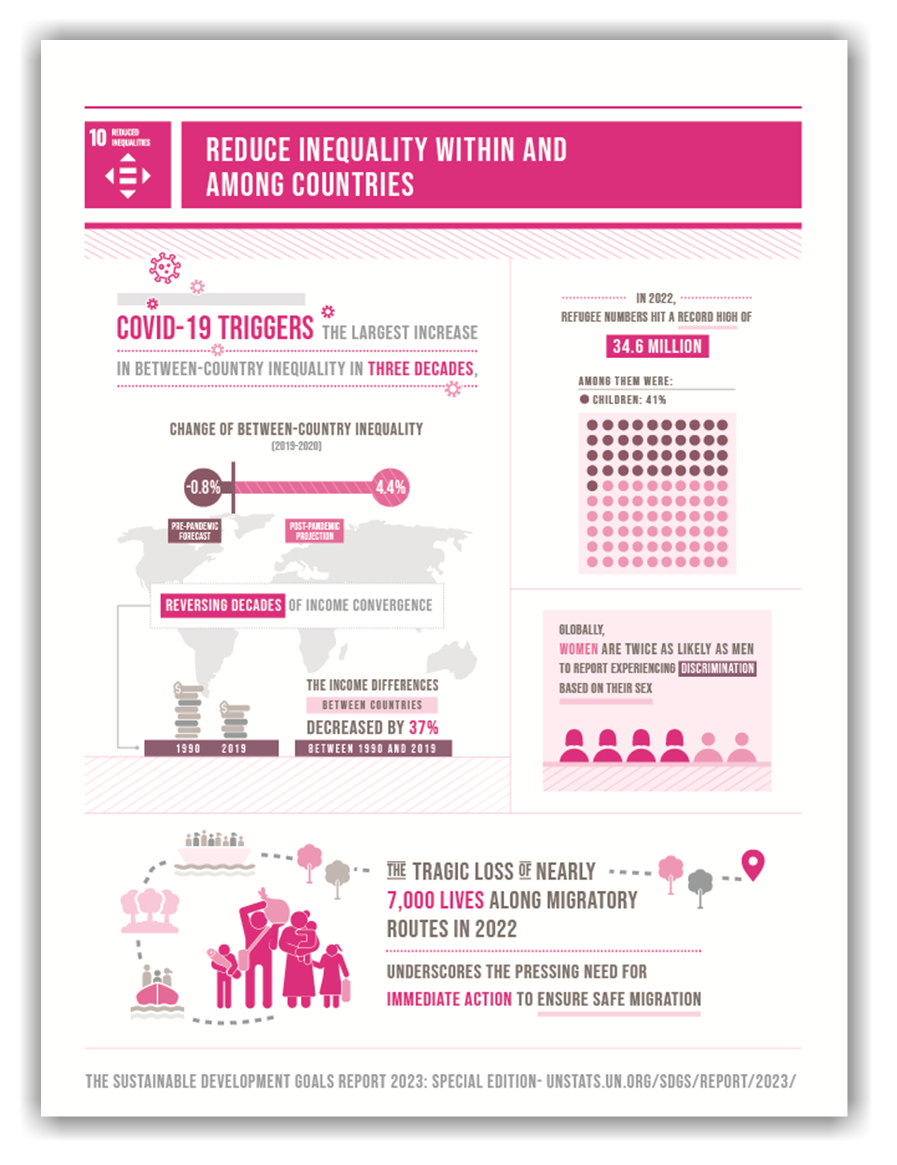 10 REDUCED
INEQUALITIES
REDUCE INEQUALITY WITHIN AND
AMONG COUNTRIES
COVID-19 TRIGGERS THE LARGEST INCREASE
IN BETWEEN-COUNTRY INEQUALITY IN THREE DECADES,
CHANGE OF BETWEEN-COUNTRY INEQUALITY
(2019-2020)
-0.8% 4.4%
PRE-PANDEMIC
FORECAST
POST-PANDEMIC
PROJECTION
REVERSING DECADES OF INCOME CONVERGENCE
$
$
1990 2019
THE INCOME DIFFERENCES
BETWEEN COUNTRIES
DECREASED BY 37%
BETWEEN 1990 AND 2019
IN 2022,
REFUGEE NUMBERS HIT A RECORD HIGH OF
34.6 MILLION
AMONG THEM WERE:
CHILDREN: 41%
GLOBALLY,
WOMEN ARE TWICE AS LIKELY AS MEN
TO REPORT EXPERIENCING DISCRIMINATION
BASED ON THEIR SEX
THE TRAGIC LOSS OF NEARLY
7,000 LIVES ALONG MIGRATORY
ROUTES IN 2022
UNDERSCORES THE PRESSING NEED FOR
IMMEDIATE ACTION TO ENSURE SAFE MIGRATION
THE SUSTAINABLE DEVELOPMENT GOALS REPORT 2023: SPECIAL EDITION- UNSTATS.UN.ORG/SDGS/REPORT/2023/